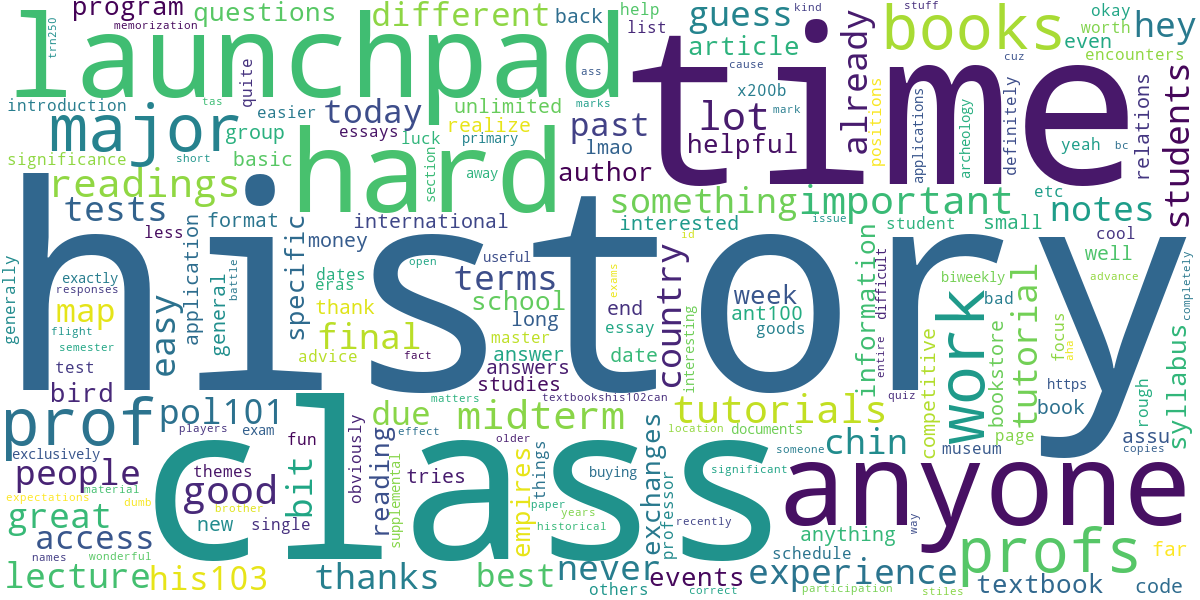 program
memorization
questions
different
back
kind
help
list
guess
article
stuff
books
okay
worth
hey
even
encounters
trn250
launchpad
ass
time
cause
already
cuz
introduction
tas
quite
easier
today
unlimited
marks
x200b
mark
lot
positions
applications
archeology
definitely
relations
students
major
group
essays
luck
realize
primary
past
lmao
helpful
yeah
bc
significance
short
basic
hard
section
away
author
readings
something
important
etc
issue
notes
tests
format
international
interested
student
small
cool
less
application
general
battle
specific
money
id
well
generally
history
exactly
responses
map
flight
semester
test
bird
easy
dates
eras
thank
final
advice
fact
open
useful
terms
school
long
master
answer
answers
studies
exams
end
essay
date
country
interesting
week
ant100
goods
information
difficult
entire
biweekly
bad
advance
completely
work
competitive
bookstore
tutorial
focus
aha
https
book
rough
syllabus
quiz
matters
textbookshis102can
prof
pol101
players
exam
fun
due
effect
midterm
older
tutorials
location
documents
someone
chin
page
museum
assu
copies
exclusively
people
material
expectations
dumb
themes
good
brother
bit
obviously
reading
supplemental
tries
class
empires
things
paper
years
historical
buying
exchanges
professor
significant
recently
anyone
way
great
new
single
access
names
wonderful
anything
schedule
profs
far
lecture
his103
thanks
best
never
others
events
correct
experience
participation
stiles
textbook
code